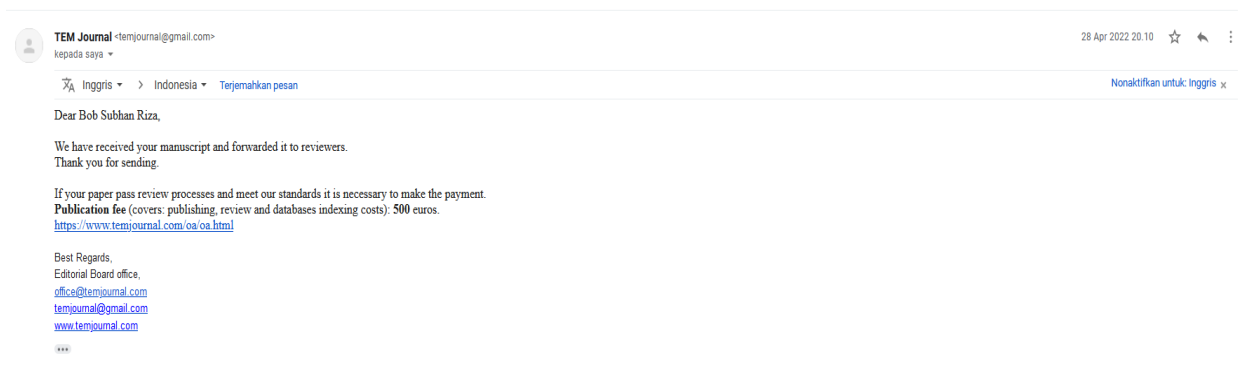 TEM Journal <temjournal@gmail.com>
28 Apr 2022 20.10
kepada saya
Inggris > Indonesia Terjemahkan pesan
Nonaktifkan untuk: Inggris x
Dear Bob Subhan Riza,
We have received your manuscript and forwarded it to reviewers.
Thank you for sending.
If your paper pass review processes and meet our standards it is necessary to make the payment.
Publication fee (covers: publishing, review and databases indexing costs): 500 euros.
https://www.temjournal.com/oa/oa.html
Best Regards,
Editorial Board office,
office@temjournal.com
temjournal@gmail.com
www.temjournal.com